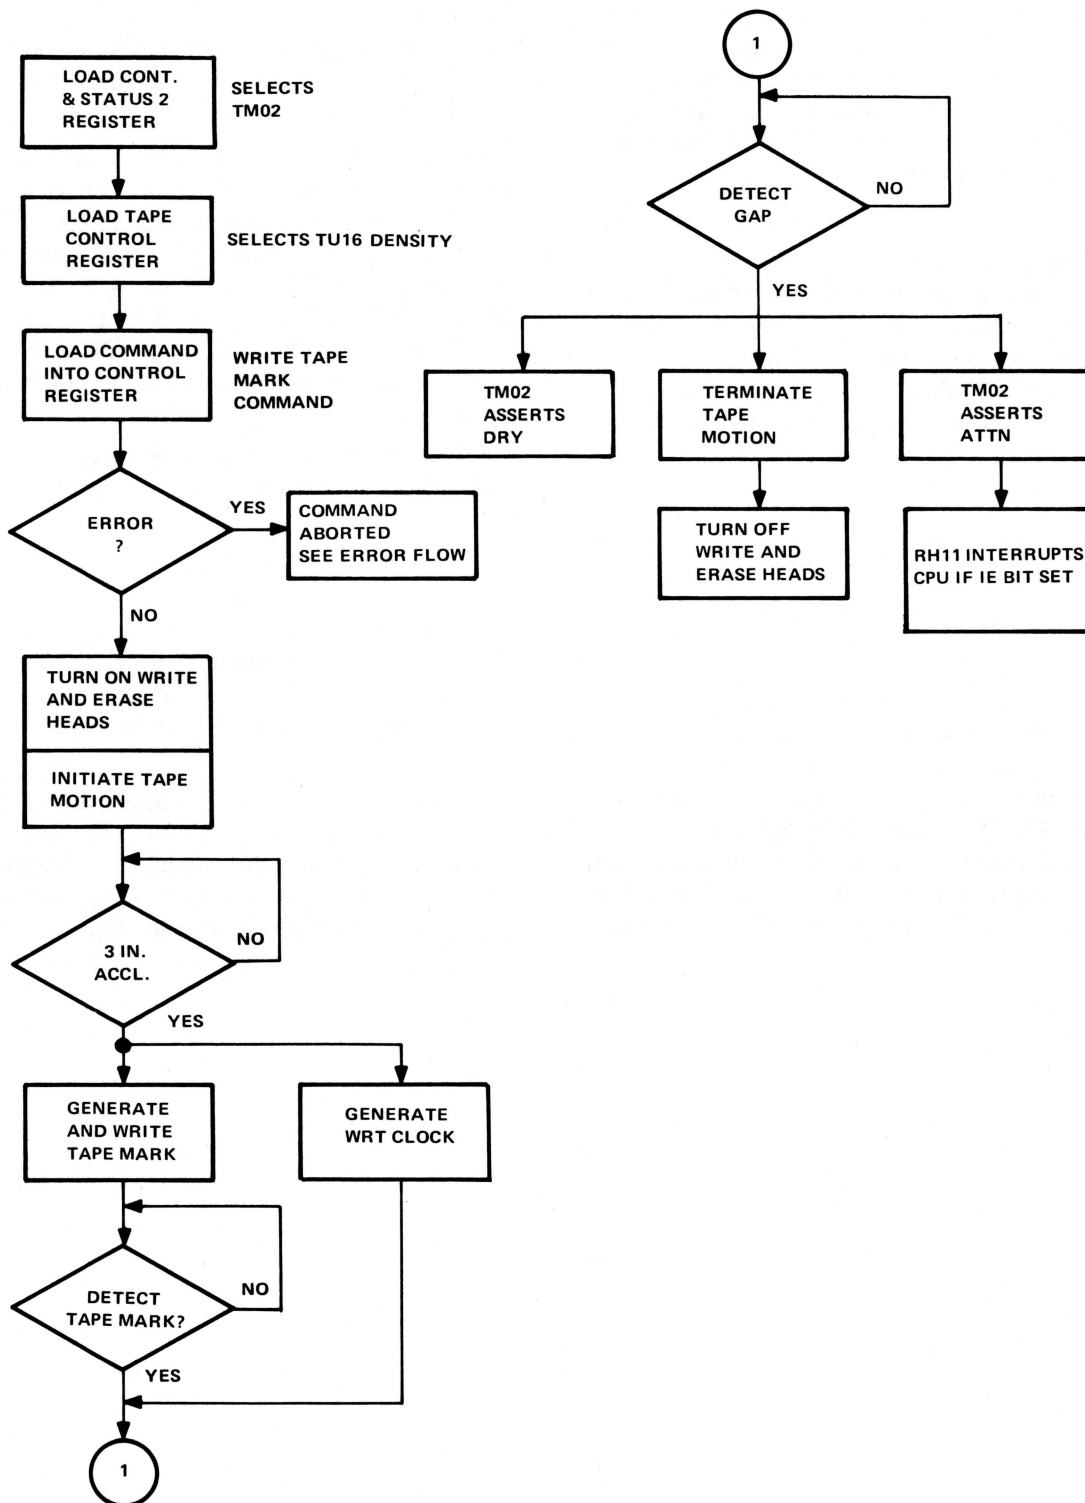 LOAD CONT.
& STATUS 2
REGISTER
SELECTS
TM02
LOAD TAPE
CONTROL
REGISTER
SELECTS TU16 DENSITY
LOAD COMMAND
INTO CONTROL
REGISTER
WRITE TAPE
MARK
COMMAND
ERROR
?
YES
COMMAND
ABORTED
SEE ERROR FLOW
NO
TURN ON WRITE
AND ERASE
HEADS
INITIATE TAPE
MOTION
3 IN.
ACCL.
NO
YES
GENERATE
AND WRITE
TAPE MARK
GENERATE
WRT CLOCK
DETECT
TAPE MARK?
NO
YES
1
1
DETECT
GAP
NO
YES
TM02
ASSERTS
DRY
TERMINATE
TAPE
MOTION
TM02
ASSERTS
ATTN
TURN OFF
WRITE AND
ERASE HEADS
RH11 INTERRUPTS
CPU IF IE BIT SET